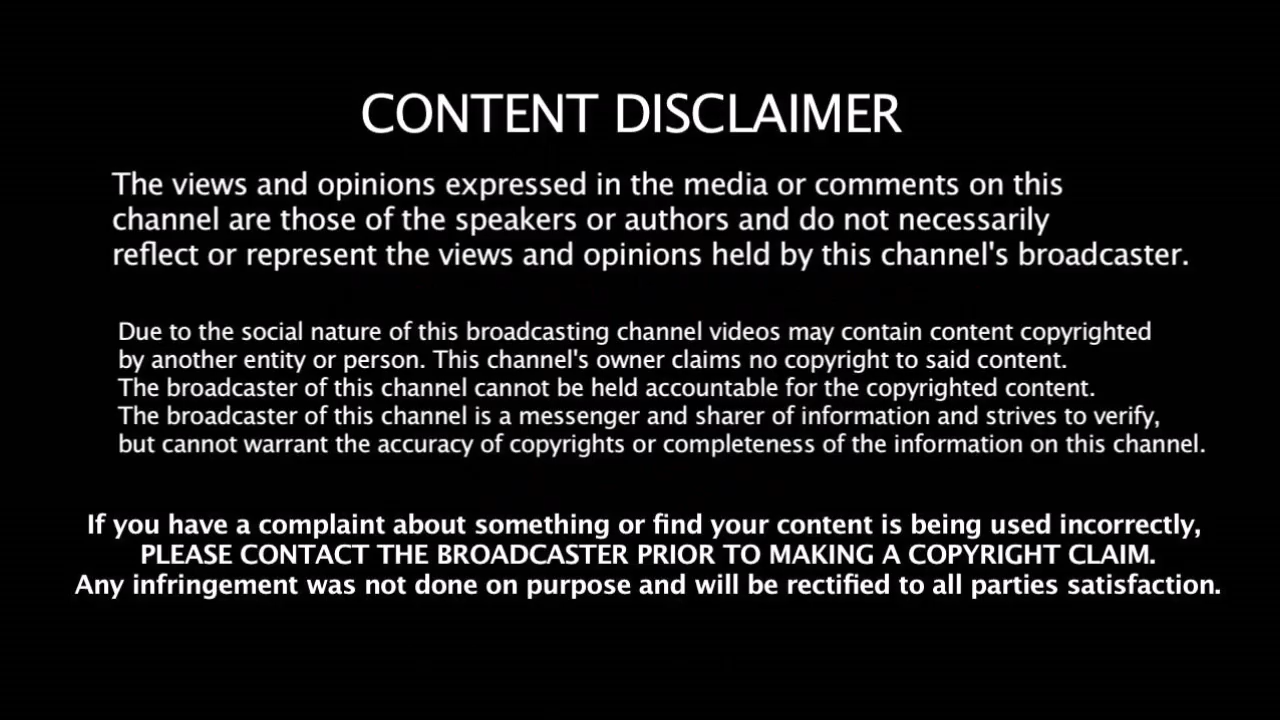 CONTENT DISCLAIMER
The views and opinions expressed in the media or comments on this
channel are those of the speakers or authors and do not necessarily
reflect or represent the views and opinions held by this channel's broadcaster.
Due to the social nature of this broadcasting channel videos may contain content copyrighted
by another entity or person. This channel's owner claims no copyright to said content.
The broadcaster of this channel cannot be held accountable for the copyrighted content.
The broadcaster of this channel is a messenger and sharer of information and strives to verify,
but cannot warrant the accuracy of copyrights or completeness of the information on this channel.
If you have a complaint about something or find your content is being used incorrectly,
PLEASE CONTACT THE BROADCASTER PRIOR TO MAKING A COPYRIGHT CLAIM.
Any infringement was not done on purpose and will be rectified to all parties satisfaction.